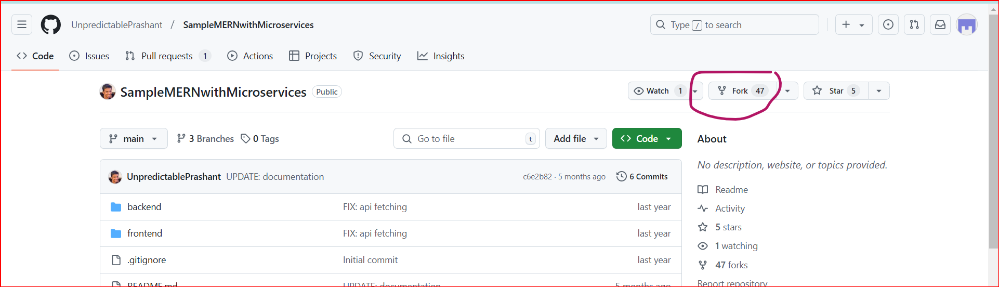 UnpredictablePrashant / SampleMERNwithMicroservices
Type / to search
Code Issues Pull requests 1 Actions Projects Security Insights
SampleMERNwithMicroservices Public
Watch 1 Fork 47 Star 5
main 3 Branches 0 Tags Go to file t Add file Code
About
No description, website, or topics provided.
UnpredictablePrashant UPDATE: documentation c6e2b82 · 5 months ago 6 Commits
backend FIX: api fetching last year
frontend FIX: api fetching last year
.gitignore Initial commit last year
README.md UPDATE: documentation 5 months ago
Readme
Activity
5 stars
1 watching
47 forks
Report repository